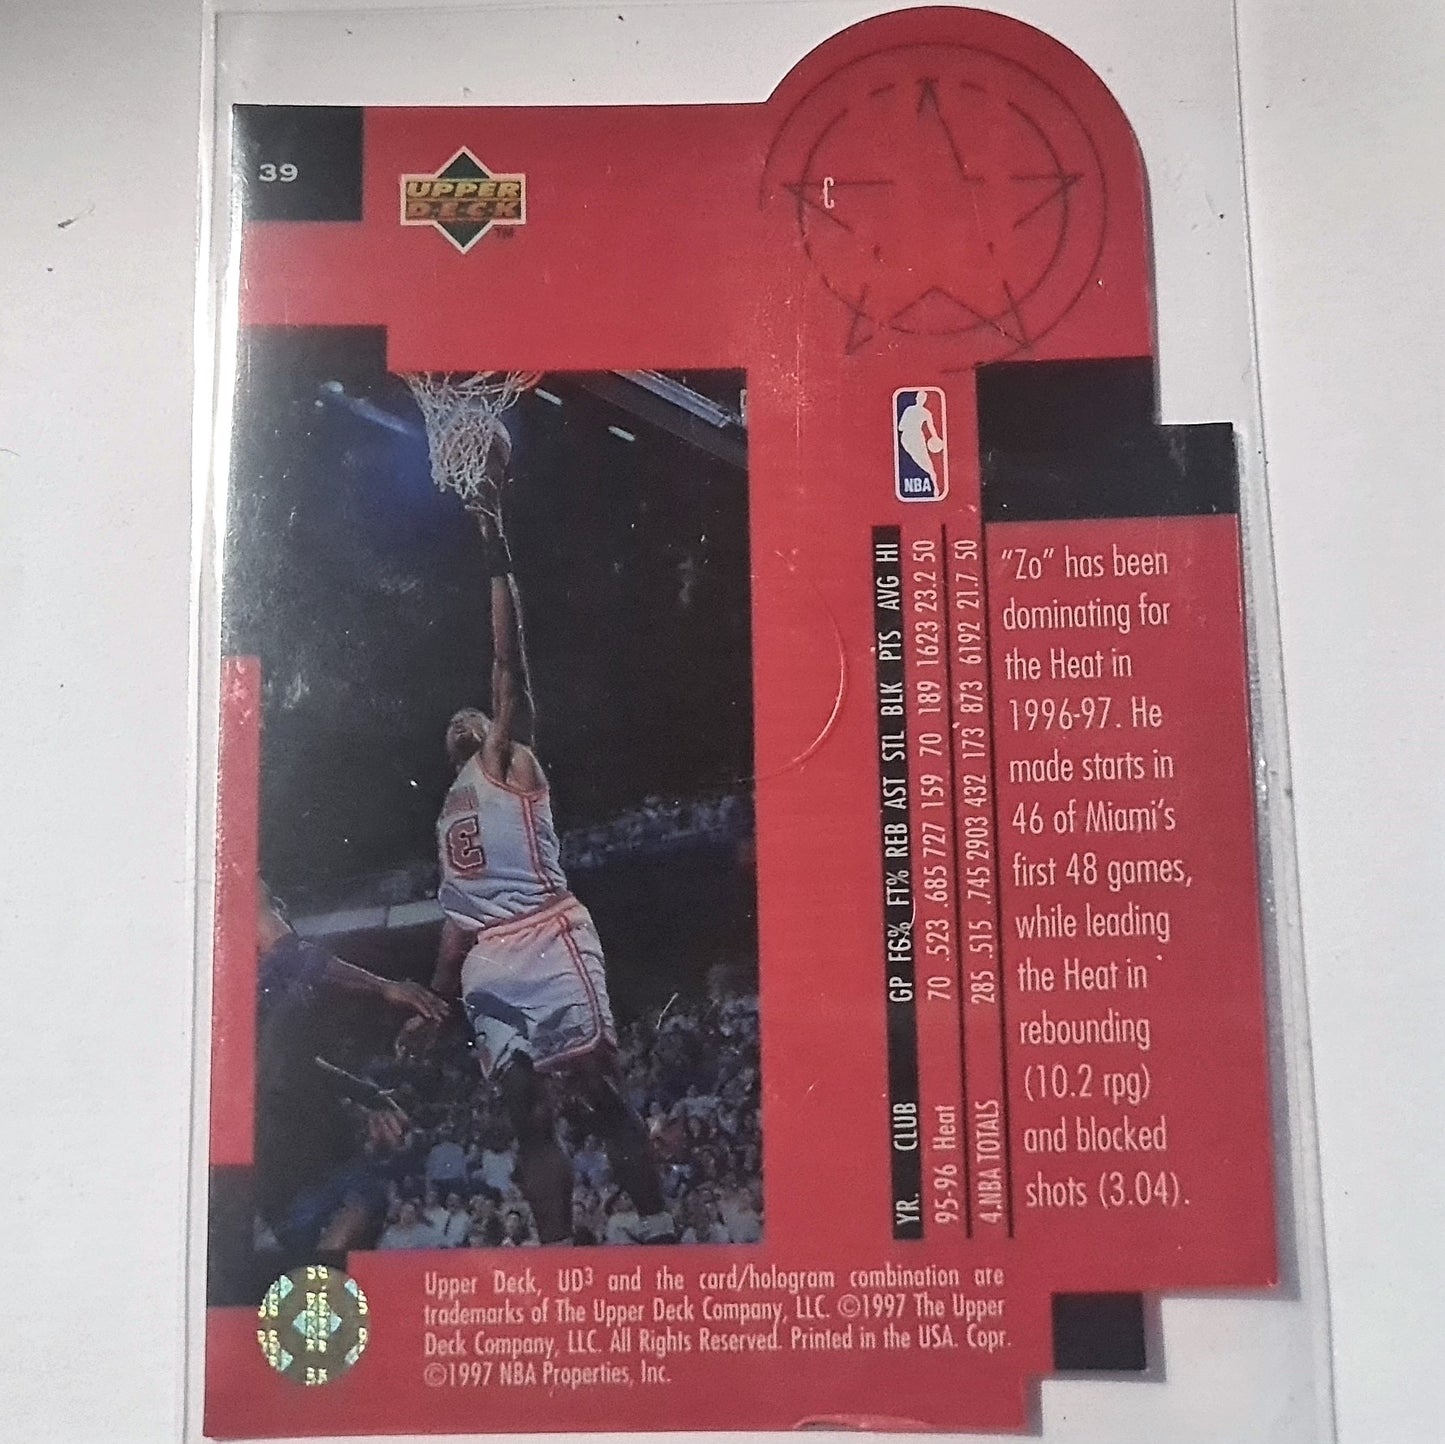 39
UPPER
D·E·C·K
TM
C
NBA
3
YR. CLUB GP FG% FT% REB AST STL BLK PTS AVG HI
95-96 Heat 70 .523 .685 727 159 70 189 1623 23.2 50
4.NBA TOTALS 285 .515 .745 2903 432 173 873 6192 21.7 50
“Zo” has been
dominating for
the Heat in
1996-97. He
made starts in
46 of Miami’s
first 48 games,
while leading
the Heat in
rebounding
(10.2 rpg)
and blocked
shots (3.04).
Upper Deck, UD³ and the card/hologram combination are
trademarks of The Upper Deck Company, LLC. ©1997 The Upper
Deck Company, LLC. All Rights Reserved. Printed in the USA. Copr.
©1997 NBA Properties, Inc.